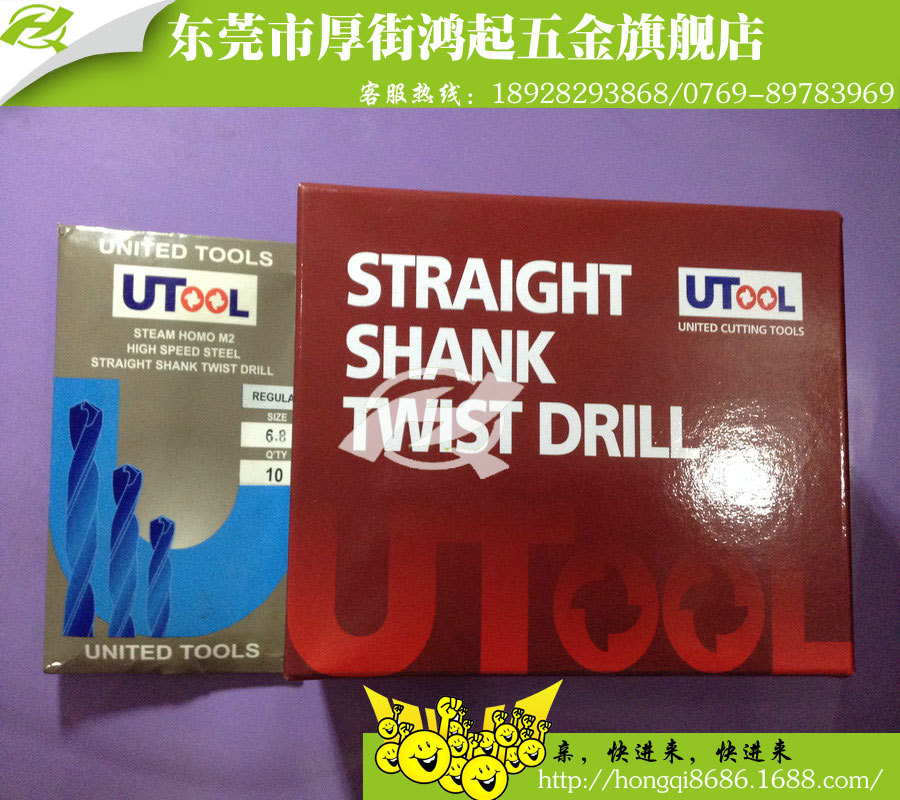 东莞市厚街鸿起五金旗舰店
客服热线：18928293868/0769-89783969
UNITED TOOLS
UTOOL
STEAM HOMO M2
HIGH SPEED STEEL
STRAIGHT SHANK TWIST DRILL
SIZE
6.8
Q'TY
10
UNITED TOOLS
STRAIGHT
SHANK
TWIST DRILL
UTOOL
UNITED CUTTING TOOLS
UTOOL
亲，快进来，快进来
http://hongqi8686.1688.com/